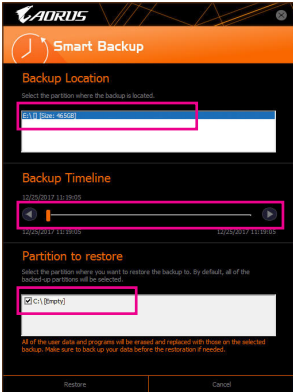 AORUS
Smart Backup
Backup Location
Select the partition where the backup is located.
E:\ [] [Size: 465GB]
Backup Timeline
12/25/2017 11:19:05
12/25/2017 11:19:05 12/25/2017 11:19:05
Partition to restore
Select the partition where you want to restore the backup to. By default, all of the
backed-up partitions will be selected.
C:\ [Empty]
All of the user data and programs will be erased and replaced with those on the selected
backup. Make sure to back up your data before the restoration if needed.
Restore Cancel